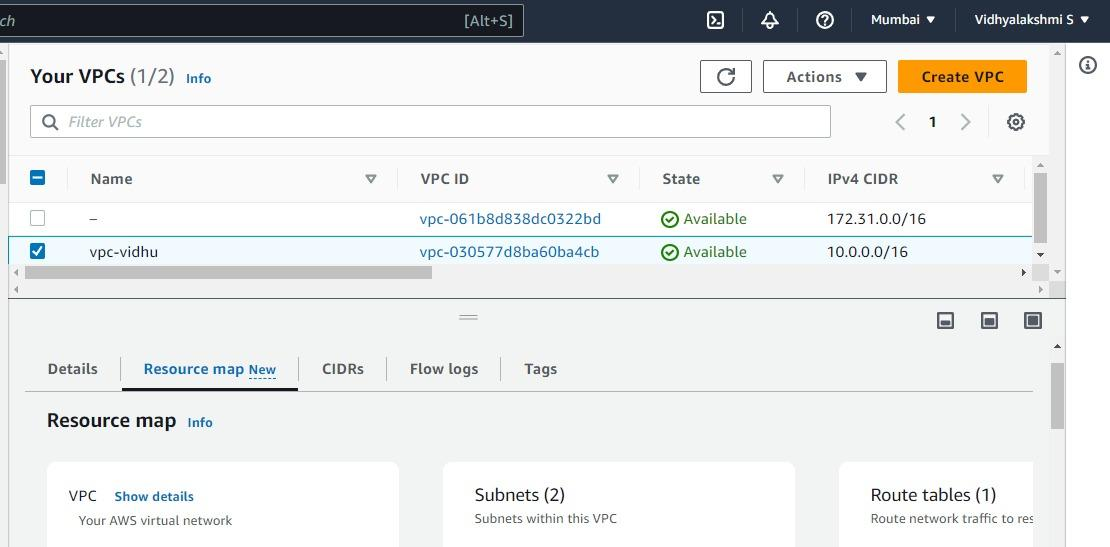 ch [Alt+S] Mumbai Vidhyalakshmi S
Your VPCs (1/2) Info Actions Create VPC
Filter VPCs 1
Name VPC ID State IPv4 CIDR
– vpc-061b8d838dc0322bd Available 172.31.0.0/16
vpc-vidhu vpc-030577d8ba60ba4cb Available 10.0.0.0/16
Details Resource map New CIDRs Flow logs Tags
Resource map Info
VPC Show details Subnets (2) Route tables (1)
Your AWS virtual network Subnets within this VPC Route network traffic to res